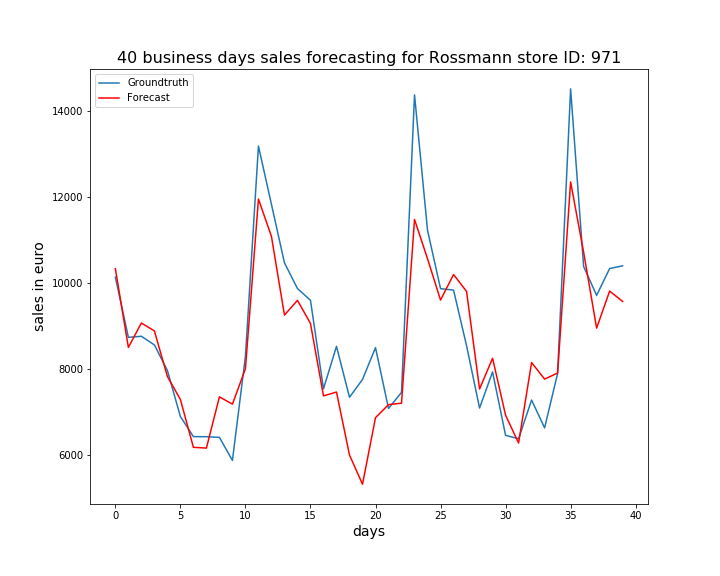 40 business days sales forecasting for Rossmann store ID: 971
Groundtruth
Forecast
14000
12000
10000
8000
6000
sales in euro
0 5 10 15 20 25 30 35 40
days